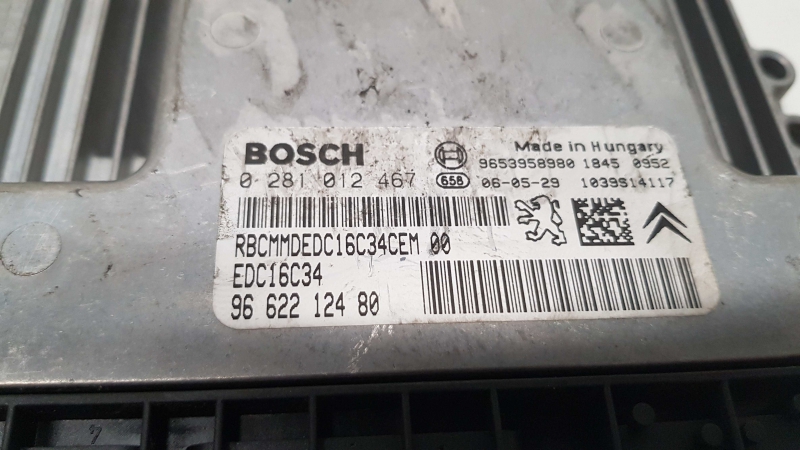 BOSCH
Made in Hungary
9653958980 1845 0952
0 281 012 467
658 06-05-29 1039S14117
RBCMMDEDC16C34CEM 00
EDC16C34
96 622 124 80